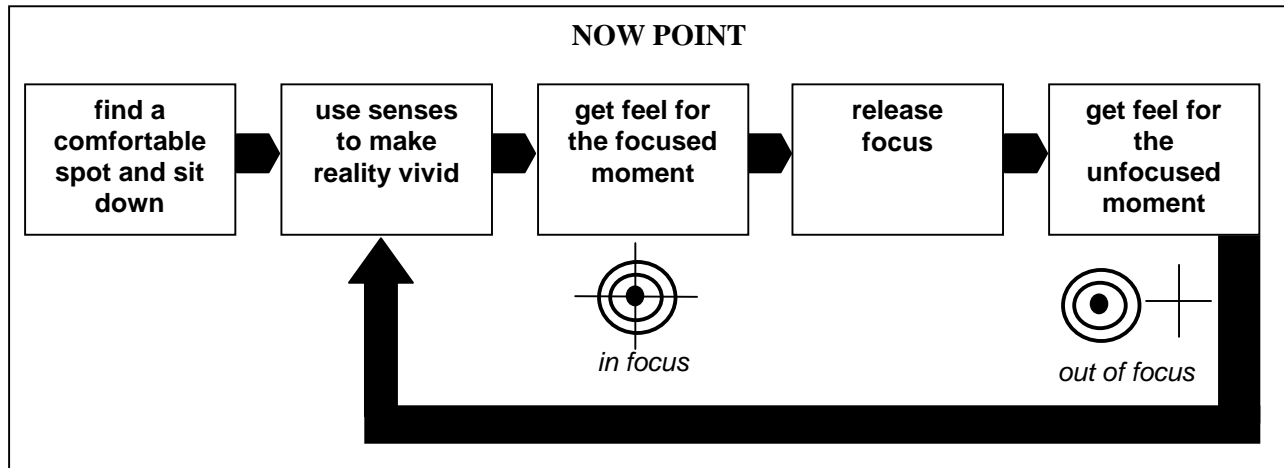 NOW POINT
find a
comfortable
spot and sit
down
use senses
to make
reality vivid
get feel for
the focused
moment
release
focus
get feel for
the
unfocused
moment
in focus
out of focus